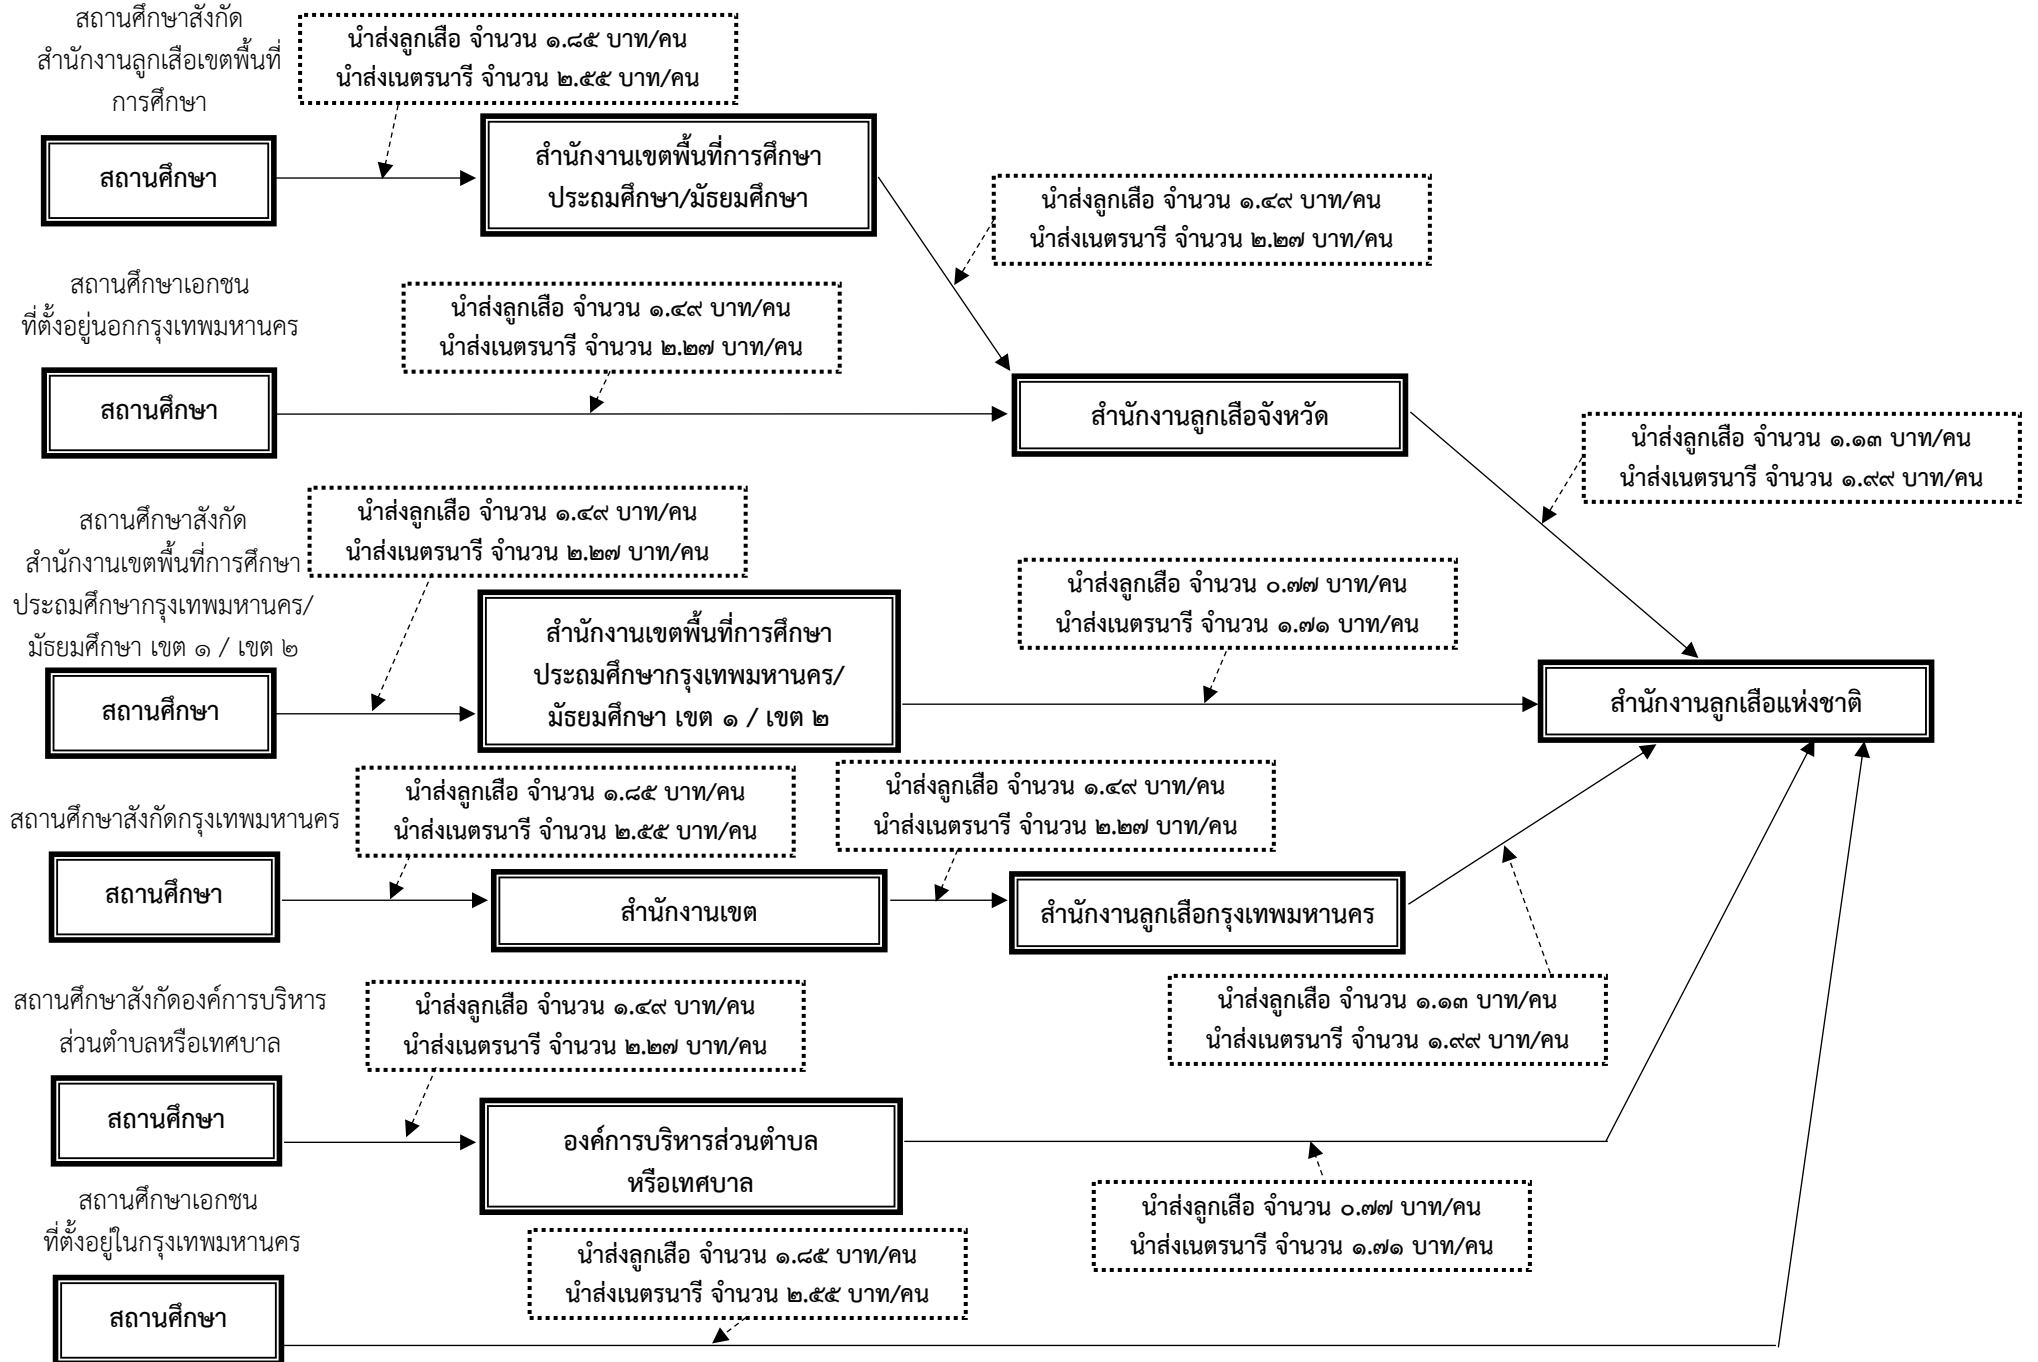 สถานศึกษาสังกัด
สำนักงานลูกเสือเขตพื้นที่
การศึกษา
นำส่งลูกเสือ จำนวน ๑.๘๕ บาท/คน
นำส่งเนตรนารี จำนวน ๒.๕๕ บาท/คน
สถานศึกษา
สำนักงานเขตพื้นที่การศึกษา
ประถมศึกษา/มัธยมศึกษา
นำส่งลูกเสือ จำนวน ๑.๔๙ บาท/คน
นำส่งเนตรนารี จำนวน ๒.๒๗ บาท/คน
สถานศึกษาเอกชน
ที่ตั้งอยู่นอกกรุงเทพมหานคร
นำส่งลูกเสือ จำนวน ๑.๔๙ บาท/คน
นำส่งเนตรนารี จำนวน ๒.๒๗ บาท/คน
สถานศึกษา
สำนักงานลูกเสือจังหวัด
นำส่งลูกเสือ จำนวน ๑.๑๓ บาท/คน
นำส่งเนตรนารี จำนวน ๑.๙๙ บาท/คน
สถานศึกษาสังกัด
สำนักงานเขตพื้นที่การศึกษา
ประถมศึกษากรุงเทพมหานคร/
มัธยมศึกษา เขต ๑ / เขต ๒
นำส่งลูกเสือ จำนวน ๑.๔๙ บาท/คน
นำส่งเนตรนารี จำนวน ๒.๒๗ บาท/คน
สถานศึกษา
สำนักงานเขตพื้นที่การศึกษา
ประถมศึกษากรุงเทพมหานคร/
มัธยมศึกษา เขต ๑ / เขต ๒
นำส่งลูกเสือ จำนวน ๐.๗๗ บาท/คน
นำส่งเนตรนารี จำนวน ๑.๗๑ บาท/คน
สำนักงานลูกเสือแห่งชาติ
สถานศึกษาสังกัดกรุงเทพมหานคร
นำส่งลูกเสือ จำนวน ๑.๘๕ บาท/คน
นำส่งเนตรนารี จำนวน ๒.๕๕ บาท/คน
นำส่งลูกเสือ จำนวน ๑.๔๙ บาท/คน
นำส่งเนตรนารี จำนวน ๒.๒๗ บาท/คน
สถานศึกษา
สำนักงานเขต
สำนักงานลูกเสือกรุงเทพมหานคร
นำส่งลูกเสือ จำนวน ๑.๑๓ บาท/คน
นำส่งเนตรนารี จำนวน ๑.๙๙ บาท/คน
สถานศึกษาสังกัดองค์การบริหาร
ส่วนตำบลหรือเทศบาล
นำส่งลูกเสือ จำนวน ๑.๔๙ บาท/คน
นำส่งเนตรนารี จำนวน ๒.๒๗ บาท/คน
สถานศึกษา
องค์การบริหารส่วนตำบล
หรือเทศบาล
นำส่งลูกเสือ จำนวน ๐.๗๗ บาท/คน
นำส่งเนตรนารี จำนวน ๑.๗๑ บาท/คน
สถานศึกษาเอกชน
ที่ตั้งอยู่ในกรุงเทพมหานคร
นำส่งลูกเสือ จำนวน ๑.๘๕ บาท/คน
นำส่งเนตรนารี จำนวน ๒.๕๕ บาท/คน
สถานศึกษา